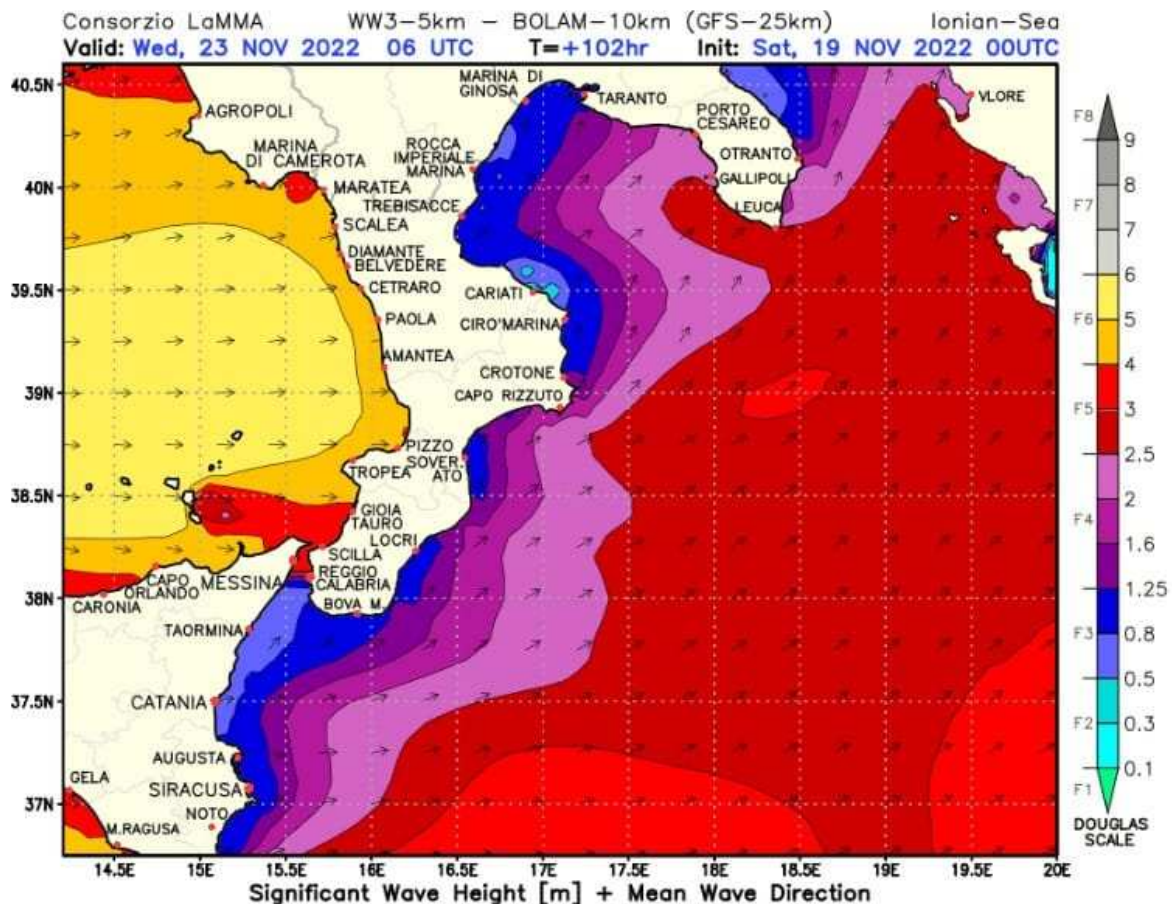 Consorzio LaMMA WW3-5km - BOLAM-10km (GFS-25km) Ionian-Sea
Valid: Wed, 23 NOV 2022 06 UTC T=+102hr Init: Sat, 19 NOV 2022 00UTC
40.5N
40N
39.5N
39N
38.5N
38N
37.5N
37N
AGROPOLI
MARINA
DI CAMEROTA
MARATEA
SCALEA
DIAMANTE
BELVEDERE
CETRARO
PAOLA
AMANTEA
PIZZO
TROPEA
GIOIA
TAURO
SCILLA
REGGIO
CALABRIA
BOVA M.
LOCRI
SOVER.
ATO
CAPO RIZZUTO
CROTONE
CIRO'MARINA
CARIATI
TREBISACCE
ROCCA
IMPERIALE
MARINA
MARINA DI
GINOSA
TARANTO
PORTO
CESAREO
OTRANTO
GALLIPOLI
LEUCA
VLORE
MESSINA
CAPO
ORLANDO
CARONIA
TAORMINA
CATANIA
AUGUSTA
SIRACUSA
NOTO
GELA
M.RAGUSA
14.5E 15E 15.5E 16E 16.5E 17E 17.5E 18E 18.5E 19E 19.5E 20E
Significant Wave Height [m] + Mean Wave Direction
F8
9
8
F7
7
6
F6
5
4
F5
3
2.5
2
F4
1.6
1.25
F3
0.8
0.5
F2
0.3
0.1
F1
DOUGLAS
SCALE